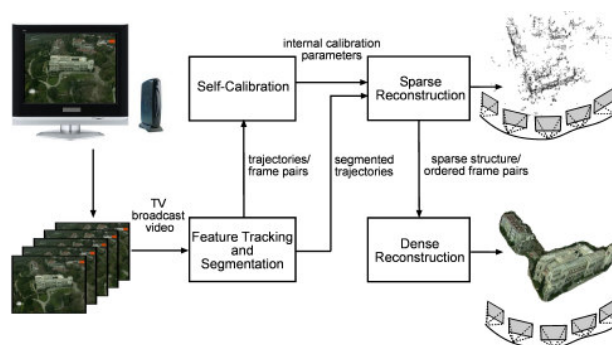 internal calibration
parameters
Self-Calibration
Sparse
Reconstruction
trajectories/
frame pairs
segmented
trajectories
sparse structure/
ordered frame pairs
TV
broadcast
video
Feature Tracking
and
Segmentation
Dense
Reconstruction